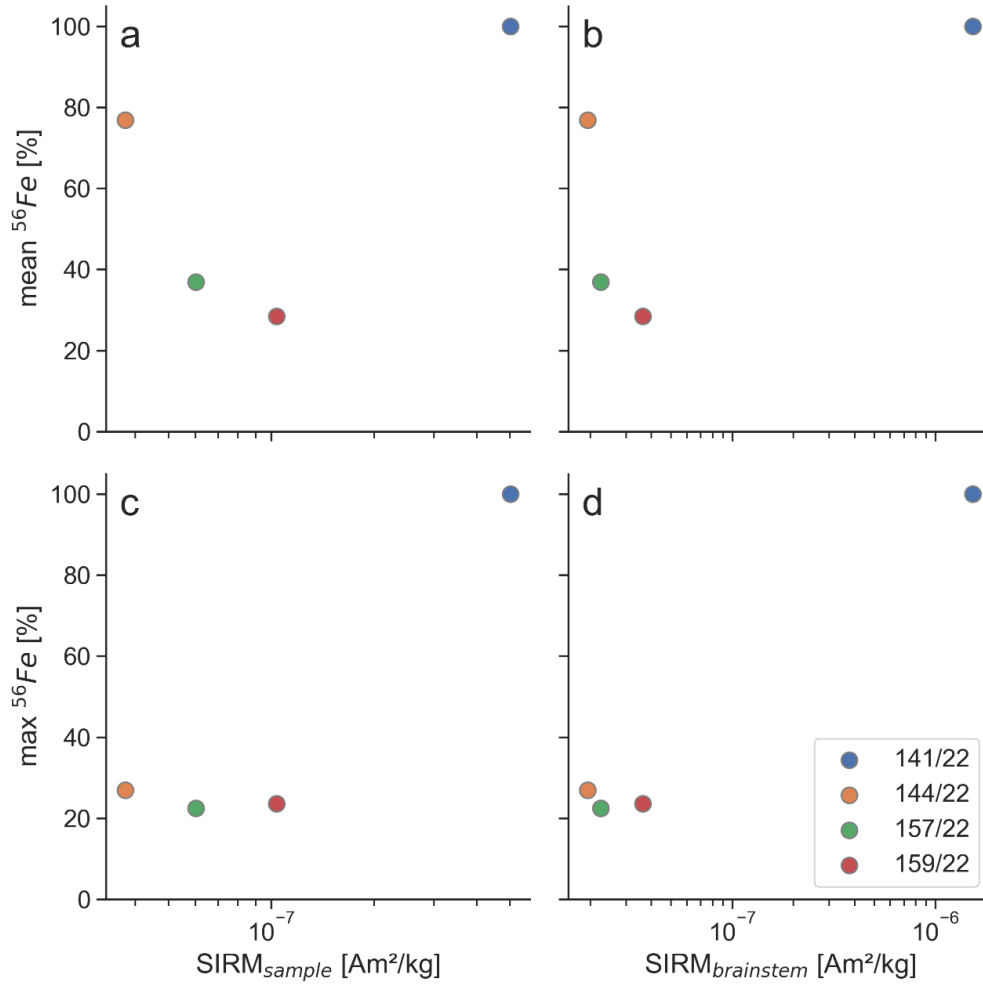 a
100
80
60
40
20
0
mean ⁵⁶Fe [%]
b
c
100
80
60
40
20
0
max ⁵⁶Fe [%]
10⁻⁷
SIRM_sample [Am²/kg]
d
141/22
144/22
157/22
159/22
10⁻⁷ 10⁻⁶
SIRM_brainstem [Am²/kg]